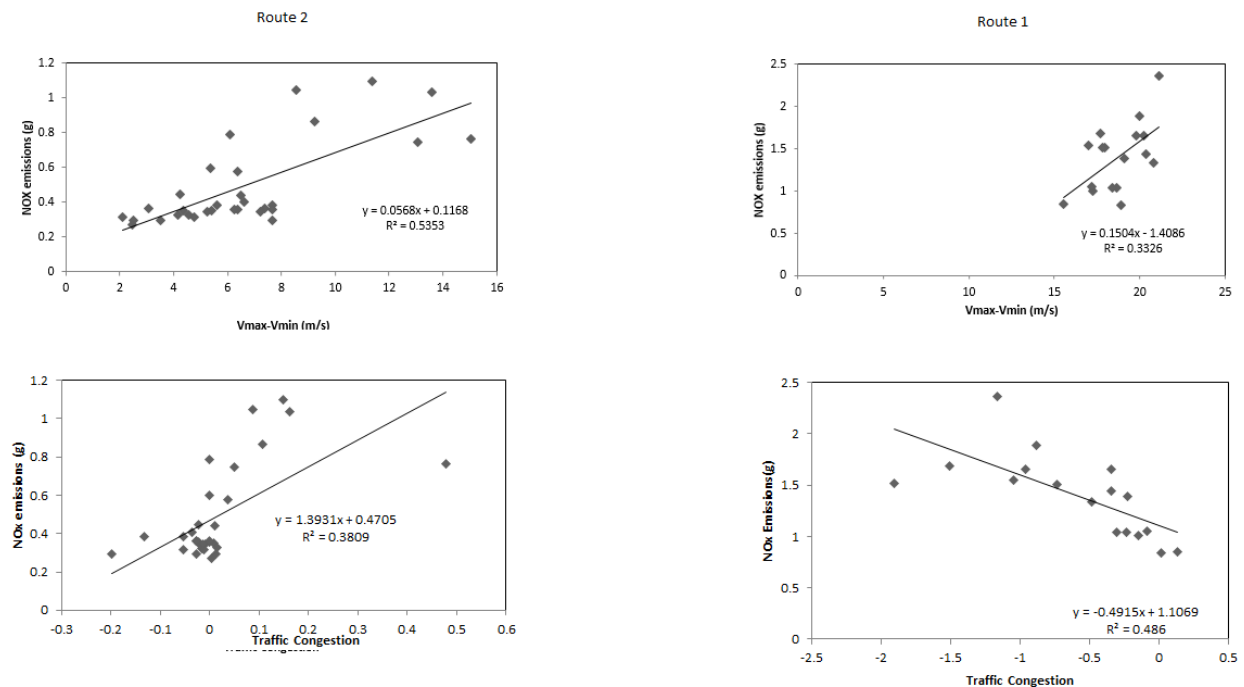 Route 2
Route 1
1.2
1
0.8
0.6
0.4
0.2
0
NOX emissions (g)
y = 0.0568x + 0.1168
R² = 0.5353
0 2 4 6 8 10 12 14 16
Vmax-Vmin (m/s)
2.5
2
1.5
1
0.5
0
NOX emissions (g)
y = 0.1504x - 1.4086
R² = 0.3326
0 5 10 15 20 25
Vmax-Vmin (m/s)
1.2
1
0.8
0.6
0.4
0.2
0
NOx emissions (g)
y = 1.3931x + 0.4705
R² = 0.3809
-0.3 -0.2 -0.1 0 0.1 0.2 0.3 0.4 0.5 0.6
Traffic Congestion
2.5
2
1.5
1
0.5
0
NOx Emissions(g)
y = -0.4915x + 1.1069
R² = 0.486
-2.5 -2 -1.5 -1 -0.5 0 0.5
Traffic Congestion